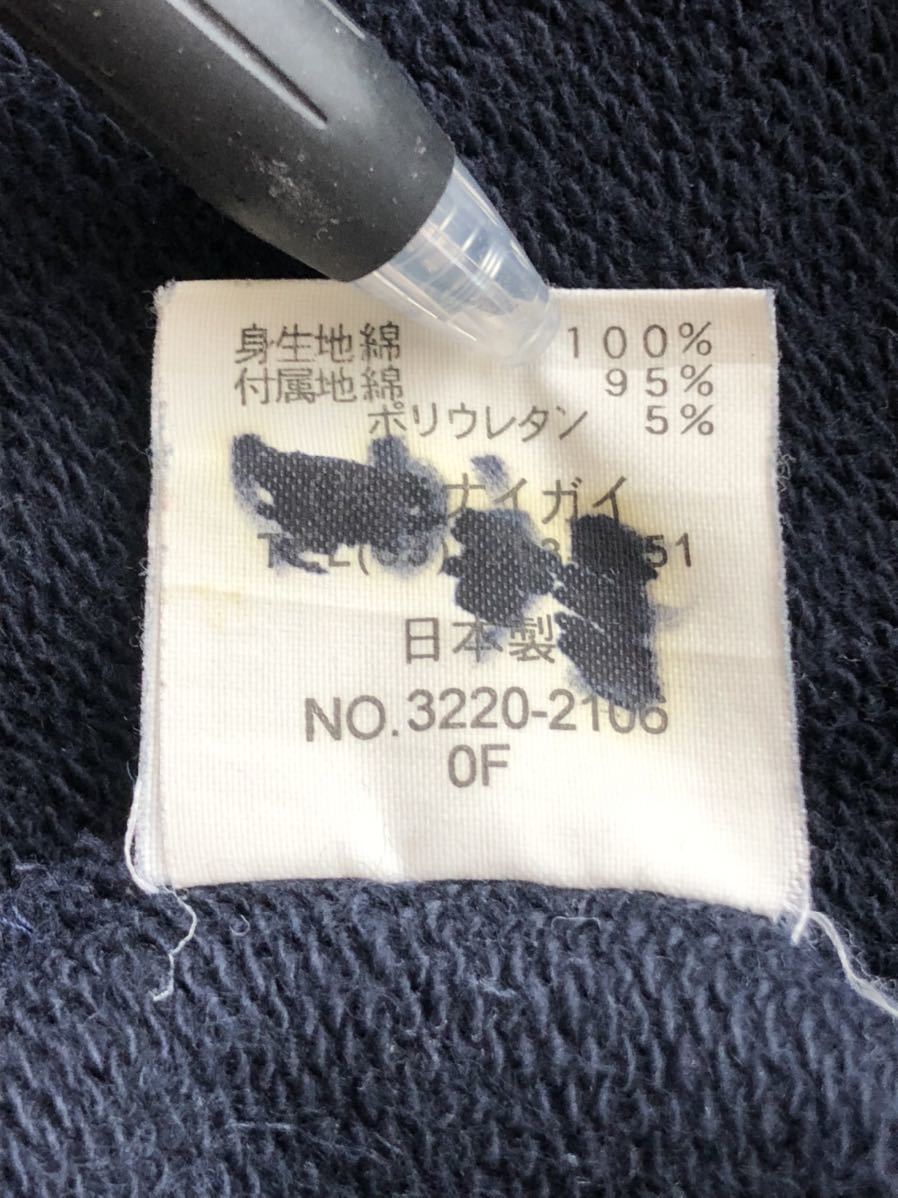 身生地綿 100%
付属地綿 95%
ポリウレタン 5%
ナイガイ
51
日本製
NO.3220-2106
0F